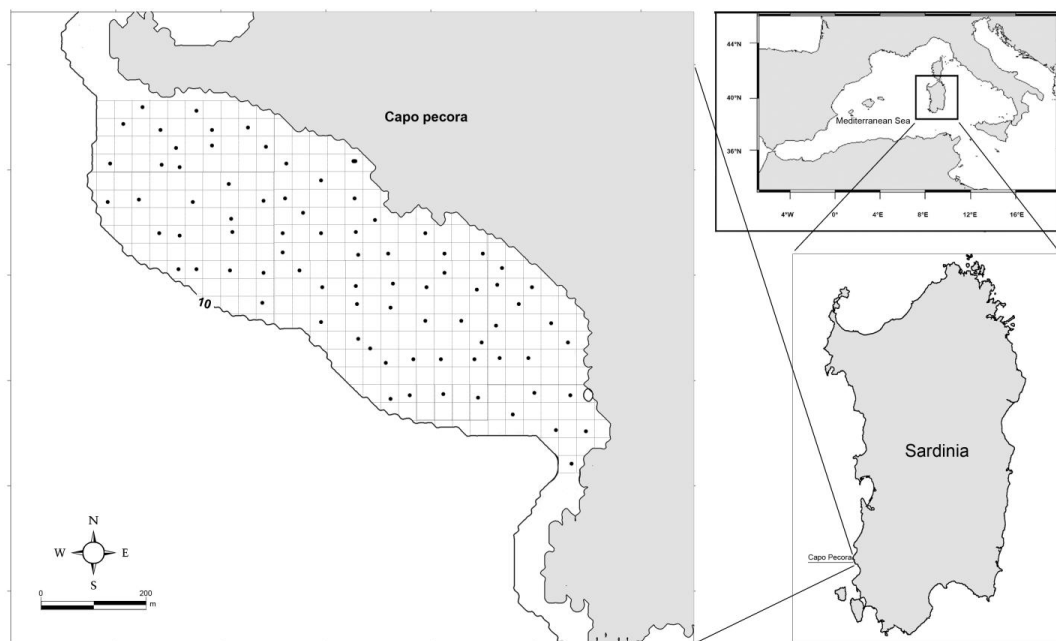 Capo pecora
10
N
W E
S
0 200
m
44°N
40°N
36°N
Mediterranean Sea
4°W 0° 4°E 8°E 12°E 16°E
Sardinia
Capo Pecora